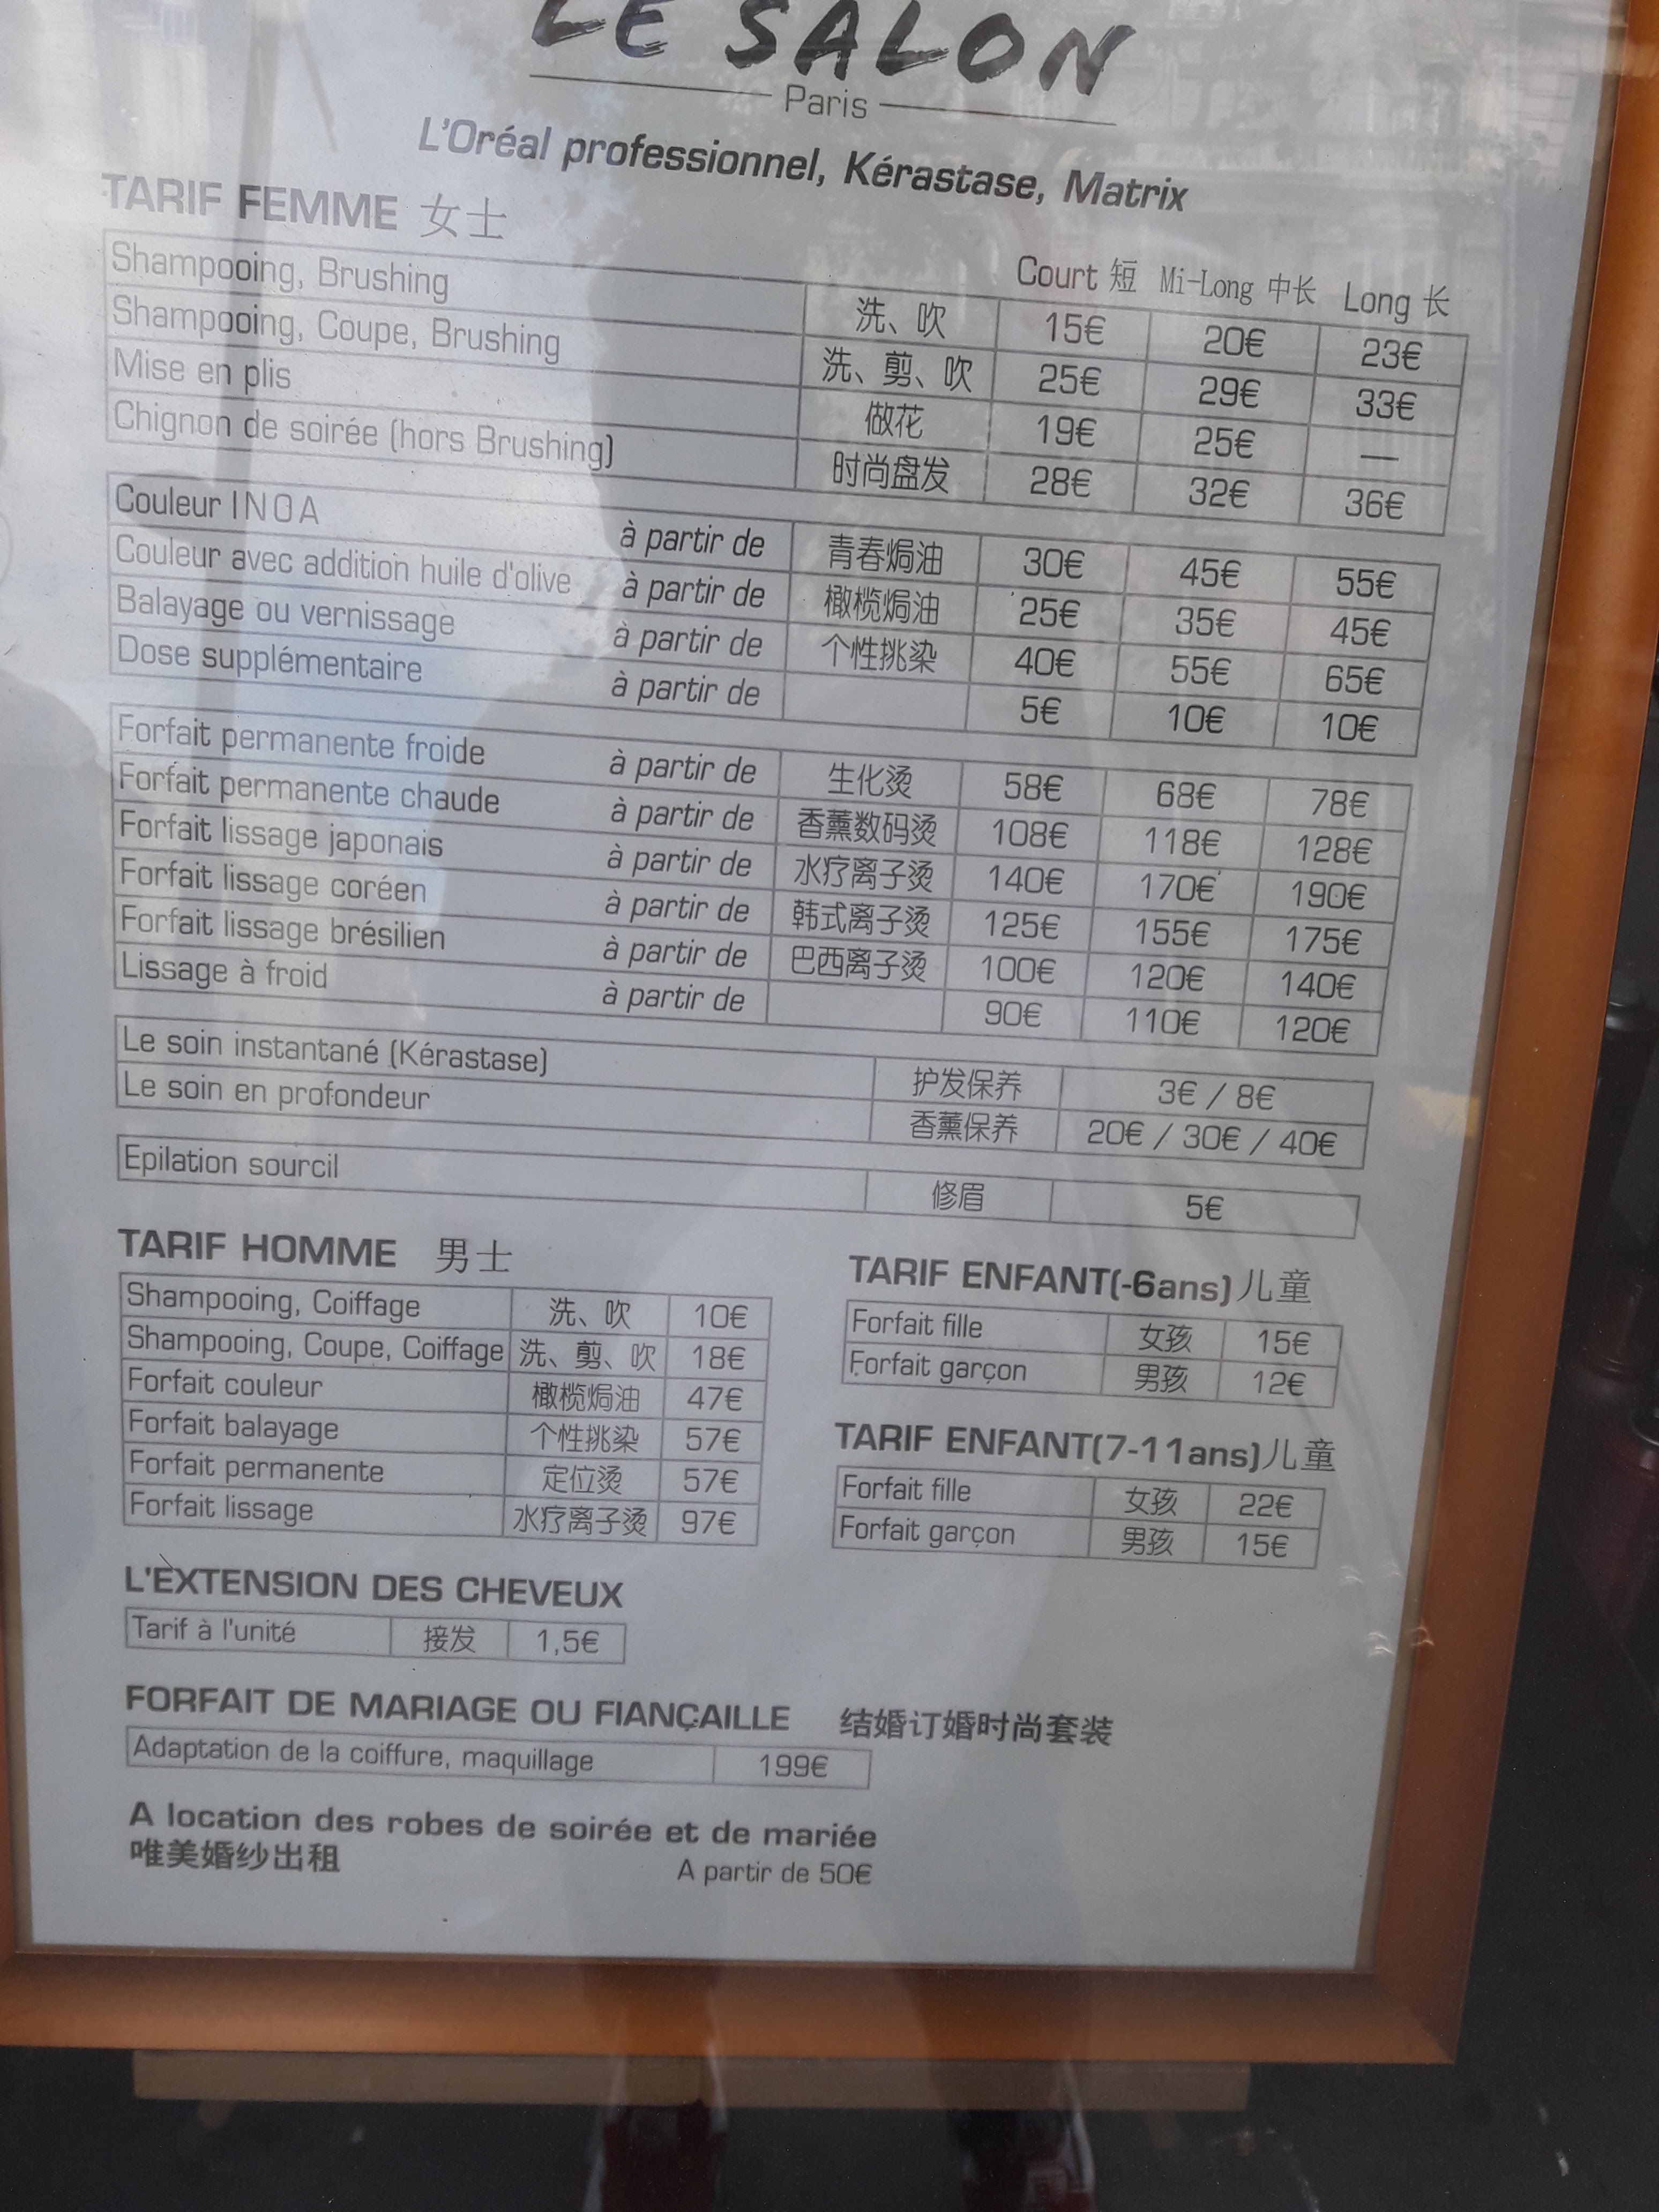 LE SALON
Paris
L'Oréal professionnel, Kérastase, Matrix
TARIF FEMME 女士
Court 短 Mi-Long 中长 Long 长
Shampooing, Brushing 洗、吹 15€ 20€ 23€
Shampooing, Coupe, Brushing 洗、剪、吹 25€ 29€ 33€
Mise en plis 做花 19€ 25€ —
Chignon de soirée (hors Brushing) 时尚盘发 28€ 32€ 36€
Couleur INOA à partir de 青春焗油 30€ 45€ 55€
Couleur avec addition huile d'olive à partir de 橄榄焗油 25€ 35€ 45€
Balayage ou vernissage à partir de 个性挑染 40€ 55€ 65€
Dose supplémentaire à partir de 5€ 10€ 10€
Forfait permanente froide à partir de 生化烫 58€ 68€ 78€
Forfait permanente chaude à partir de 香薰数码烫 108€ 118€ 128€
Forfait lissage japonais à partir de 水疗离子烫 140€ 170€ 190€
Forfait lissage coréen à partir de 韩式离子烫 125€ 155€ 175€
Forfait lissage brésilien à partir de 巴西离子烫 100€ 120€ 140€
Lissage à froid à partir de 90€ 110€ 120€
Le soin instantané (Kérastase) 护发保养 3€ / 8€
Le soin en profondeur 香薰保养 20€ / 30€ / 40€
Epilation sourcil 修眉 5€
TARIF HOMME 男士
Shampooing, Coiffage 洗、吹 10€
Shampooing, Coupe, Coiffage 洗、剪、吹 18€
Forfait couleur 橄榄焗油 47€
Forfait balayage 个性挑染 57€
Forfait permanente 定位烫 57€
Forfait lissage 水疗离子烫 97€
TARIF ENFANT(-6ans) 儿童
Forfait fille 女孩 15€
Forfait garçon 男孩 12€
TARIF ENFANT(7-11ans) 儿童
Forfait fille 女孩 22€
Forfait garçon 男孩 15€
L'EXTENSION DES CHEVEUX
Tarif à l'unité 接发 1,5€
FORFAIT DE MARIAGE OU FIANÇAILLE 结婚订婚时尚套装
Adaptation de la coiffure, maquillage 199€
A location des robes de soirée et de mariée
唯美婚纱出租 A partir de 50€